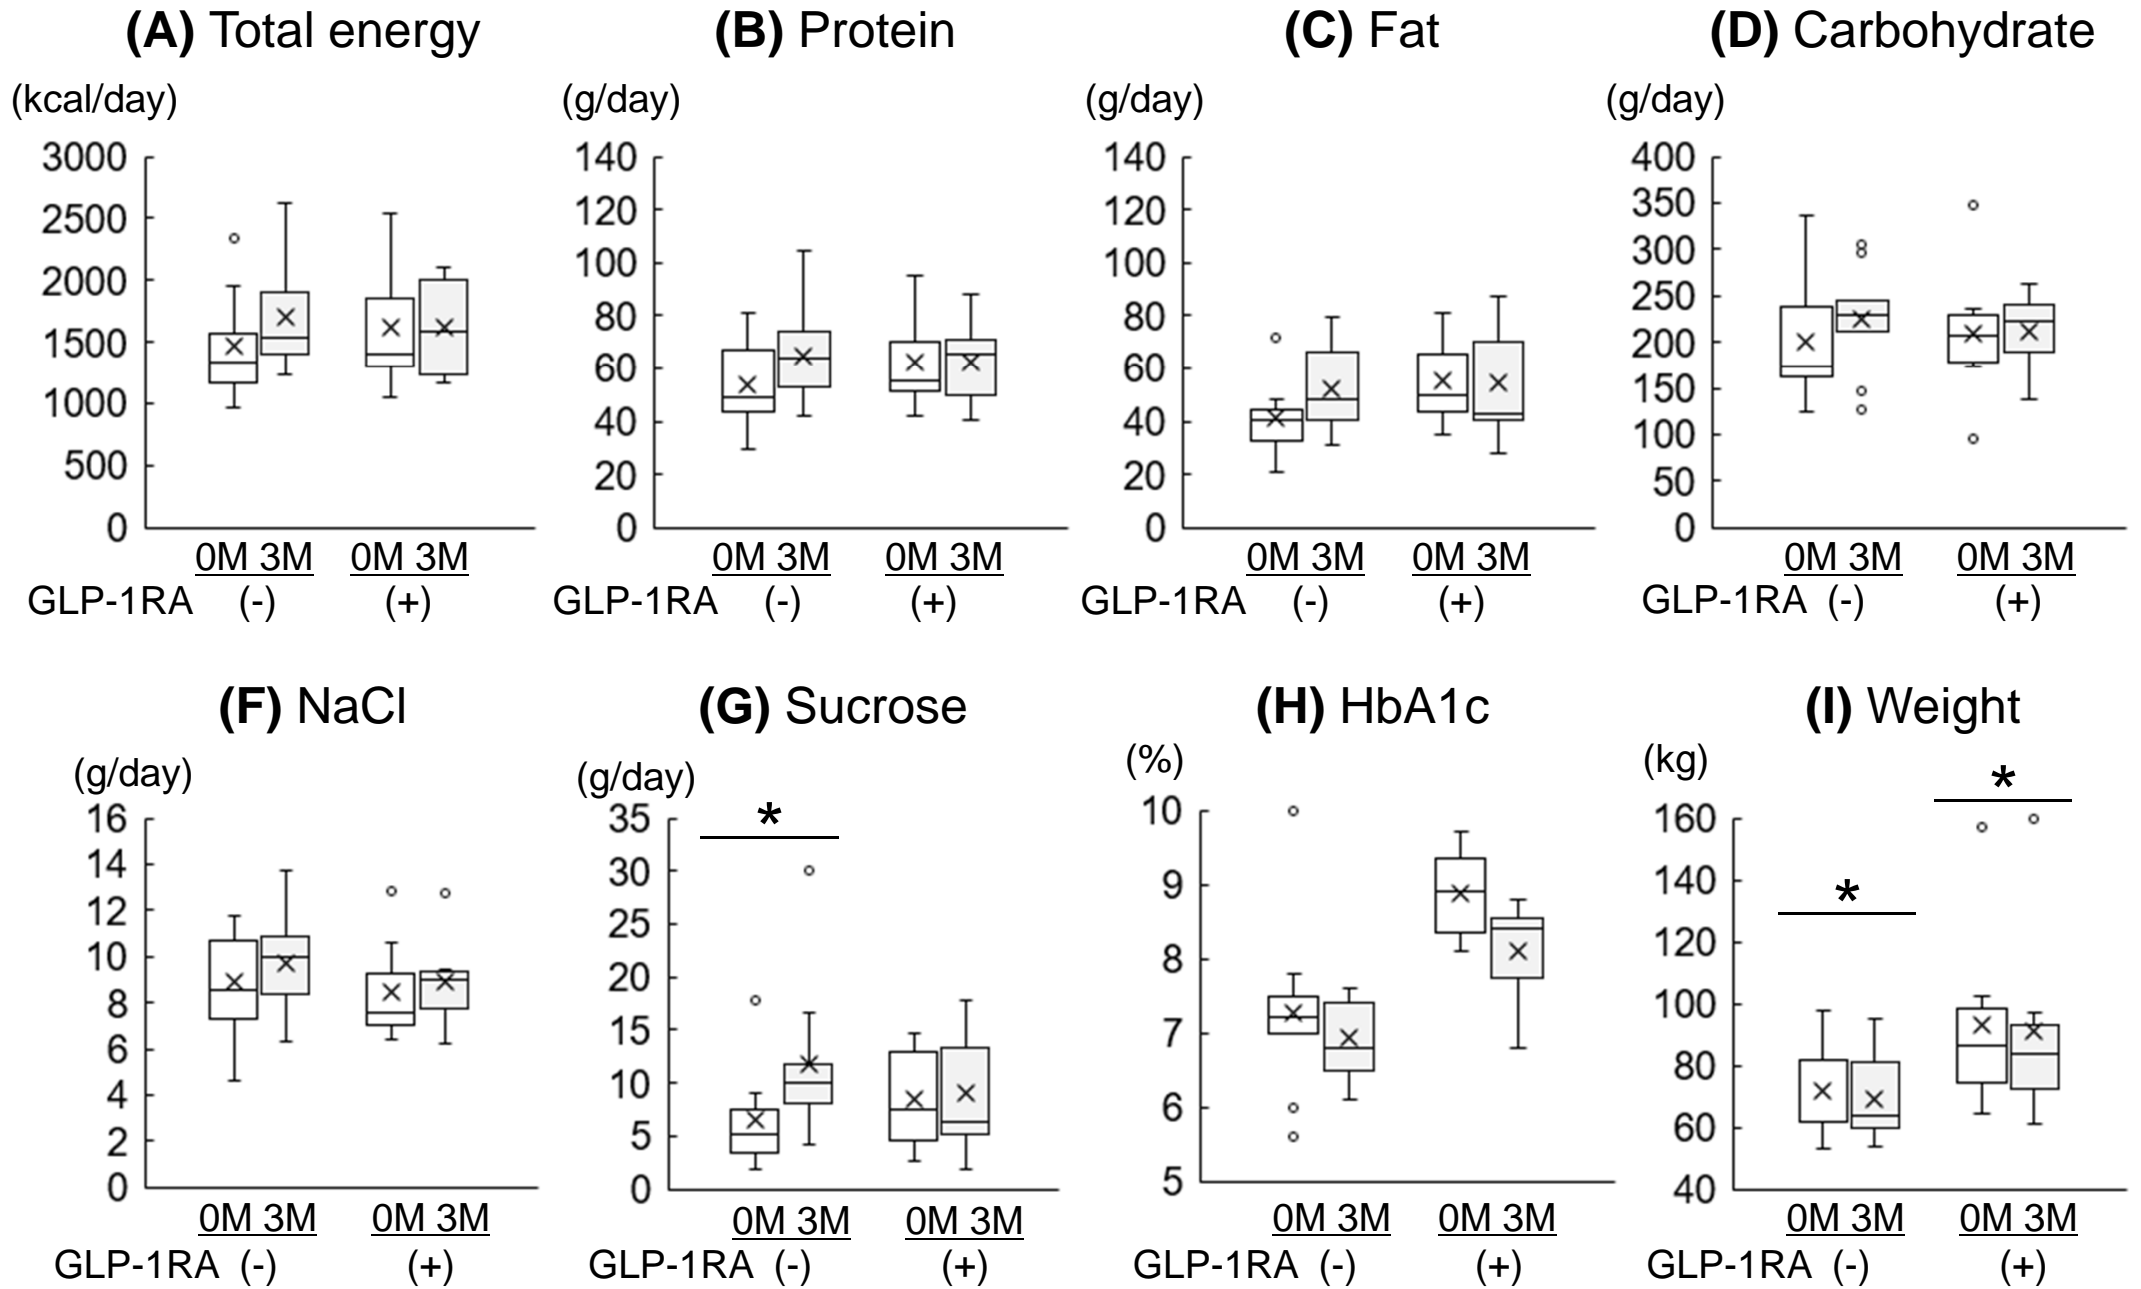 (A) Total energy
(B) Protein
(C) Fat
(D) Carbohydrate
(kcal/day)
(g/day)
(g/day)
(g/day)
3000
2500
2000
1500
1000
500
0
140
120
100
80
60
40
20
0
140
120
100
80
60
40
20
0
400
350
300
250
200
150
100
50
0
0M 3M
0M 3M
0M 3M
0M 3M
0M 3M
0M 3M
0M 3M
0M 3M
GLP-1RA (-) (+)
GLP-1RA (-) (+)
GLP-1RA (-) (+)
GLP-1RA (-) (+)
(F) NaCl
(G) Sucrose
(H) HbA1c
(I) Weight
(g/day)
(g/day)
(%)
(kg)
16
14
12
10
8
6
4
2
0
*
35
30
25
20
15
10
5
0
10
9
8
7
6
5
*
*
160
140
120
100
80
60
40
0M 3M
0M 3M
0M 3M
0M 3M
0M 3M
0M 3M
0M 3M
0M 3M
GLP-1RA (-) (+)
GLP-1RA (-) (+)
GLP-1RA (-) (+)
GLP-1RA (-) (+)